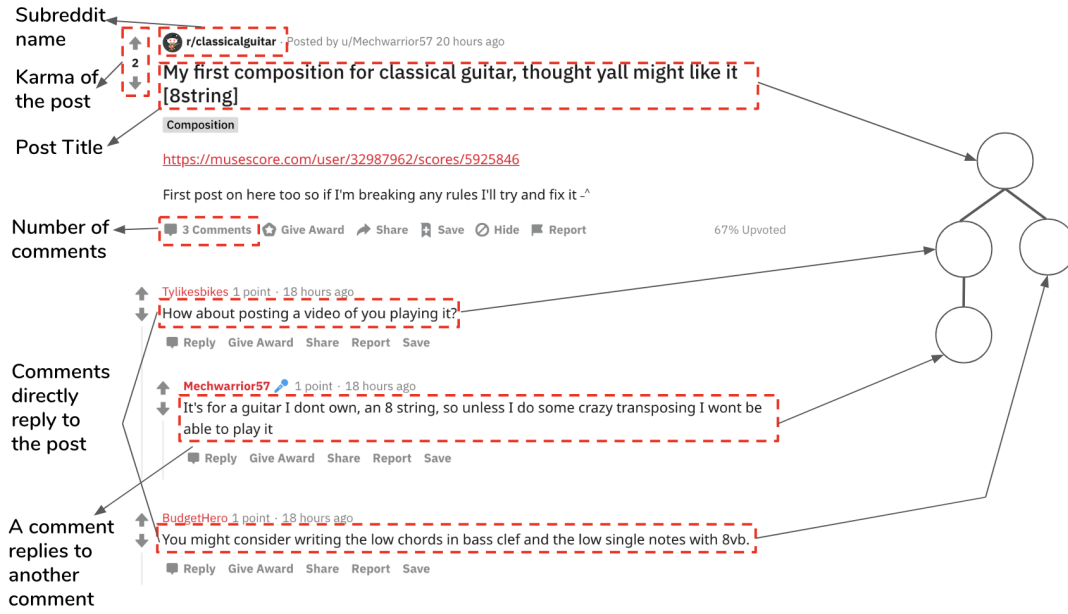 Subreddit
name
r/classicalguitar · Posted by u/Mechwarrior57 20 hours ago
2
Karma of
the post
My first composition for classical guitar, thought yall might like it
[8string]
Composition
Post Title
https://musescore.com/user/32987962/scores/5925846
First post on here too so if I'm breaking any rules I'll try and fix it -^
Number of
comments
3 Comments Give Award Share Save Hide Report 67% Upvoted
Tylikesbikes 1 point · 18 hours ago
How about posting a video of you playing it?
Reply Give Award Share Report Save
Comments
directly
reply to
the post
Mechwarrior57 1 point · 18 hours ago
It's for a guitar I dont own, an 8 string, so unless I do some crazy transposing I wont be
able to play it
Reply Give Award Share Report Save
A comment
replies to
another
comment
BudgetHero 1 point · 18 hours ago
You might consider writing the low chords in bass clef and the low single notes with 8vb.
Reply Give Award Share Report Save